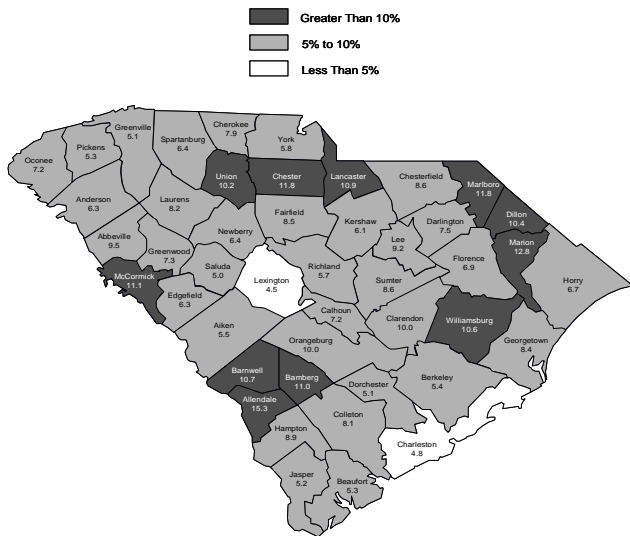 Greater Than 10%
5% to 10%
Less Than 5%
Cherokee
7.9
York
5.8
Greenville
5.1
Spartanburg
6.4
Pickens
5.3
Oconee
7.2
Union
10.2
Chester
11.8
Lancaster
10.9
Chesterfield
8.6
Marlboro
11.8
Anderson
6.3
Laurens
8.2
Fairfield
8.5
Kershaw
6.1
Darlington
7.5
Dillon
10.4
Abbeville
9.5
Greenwood
7.3
Newberry
6.4
Lee
9.2
Florence
6.9
Marion
12.8
McCormick
11.1
Saluda
5.0
Lexington
4.5
Richland
5.7
Sumter
8.6
Horry
6.7
Edgefield
6.3
Aiken
5.5
Calhoun
7.2
Clarendon
10.0
Williamsburg
10.6
Orangeburg
10.0
Georgetown
8.4
Barnwell
10.7
Bamberg
11.0
Dorchester
5.1
Berkeley
5.4
Allendale
15.3
Colleton
8.1
Hampton
8.9
Charleston
4.8
Jasper
5.2
Beaufort
5.3